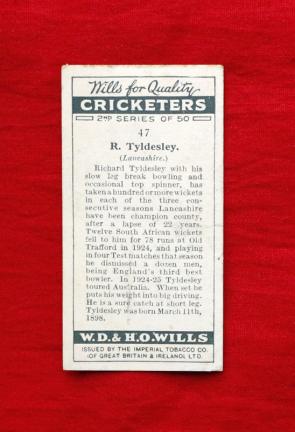 Wills for Quality
CRICKETERS
2ND SERIES OF 50
47
R. Tyldesley.
(Lancashire.)
Richard Tyldesley with his
slow leg break bowling and
occasional top spinner, has
taken a hundred or more wickets
in each of the three con-
secutive seasons Lancashire
have been champion county,
after a lapse of 22 years.
Twelve South African wickets
fell to him for 78 runs at Old
Trafford in 1924, and playing
in four Test matches that season
he dismissed a dozen men,
being England's third best
bowler. In 1924-25 Tyldesley
toured Australia. When set he
puts his weight into big driving.
He is a sure catch at short leg.
Tyldesley was born March 11th,
1898.
W.D. & H.O. WILLS
ISSUED BY THE IMPERIAL TOBACCO CO.
(OF GREAT BRITAIN & IRELAND), LTD.